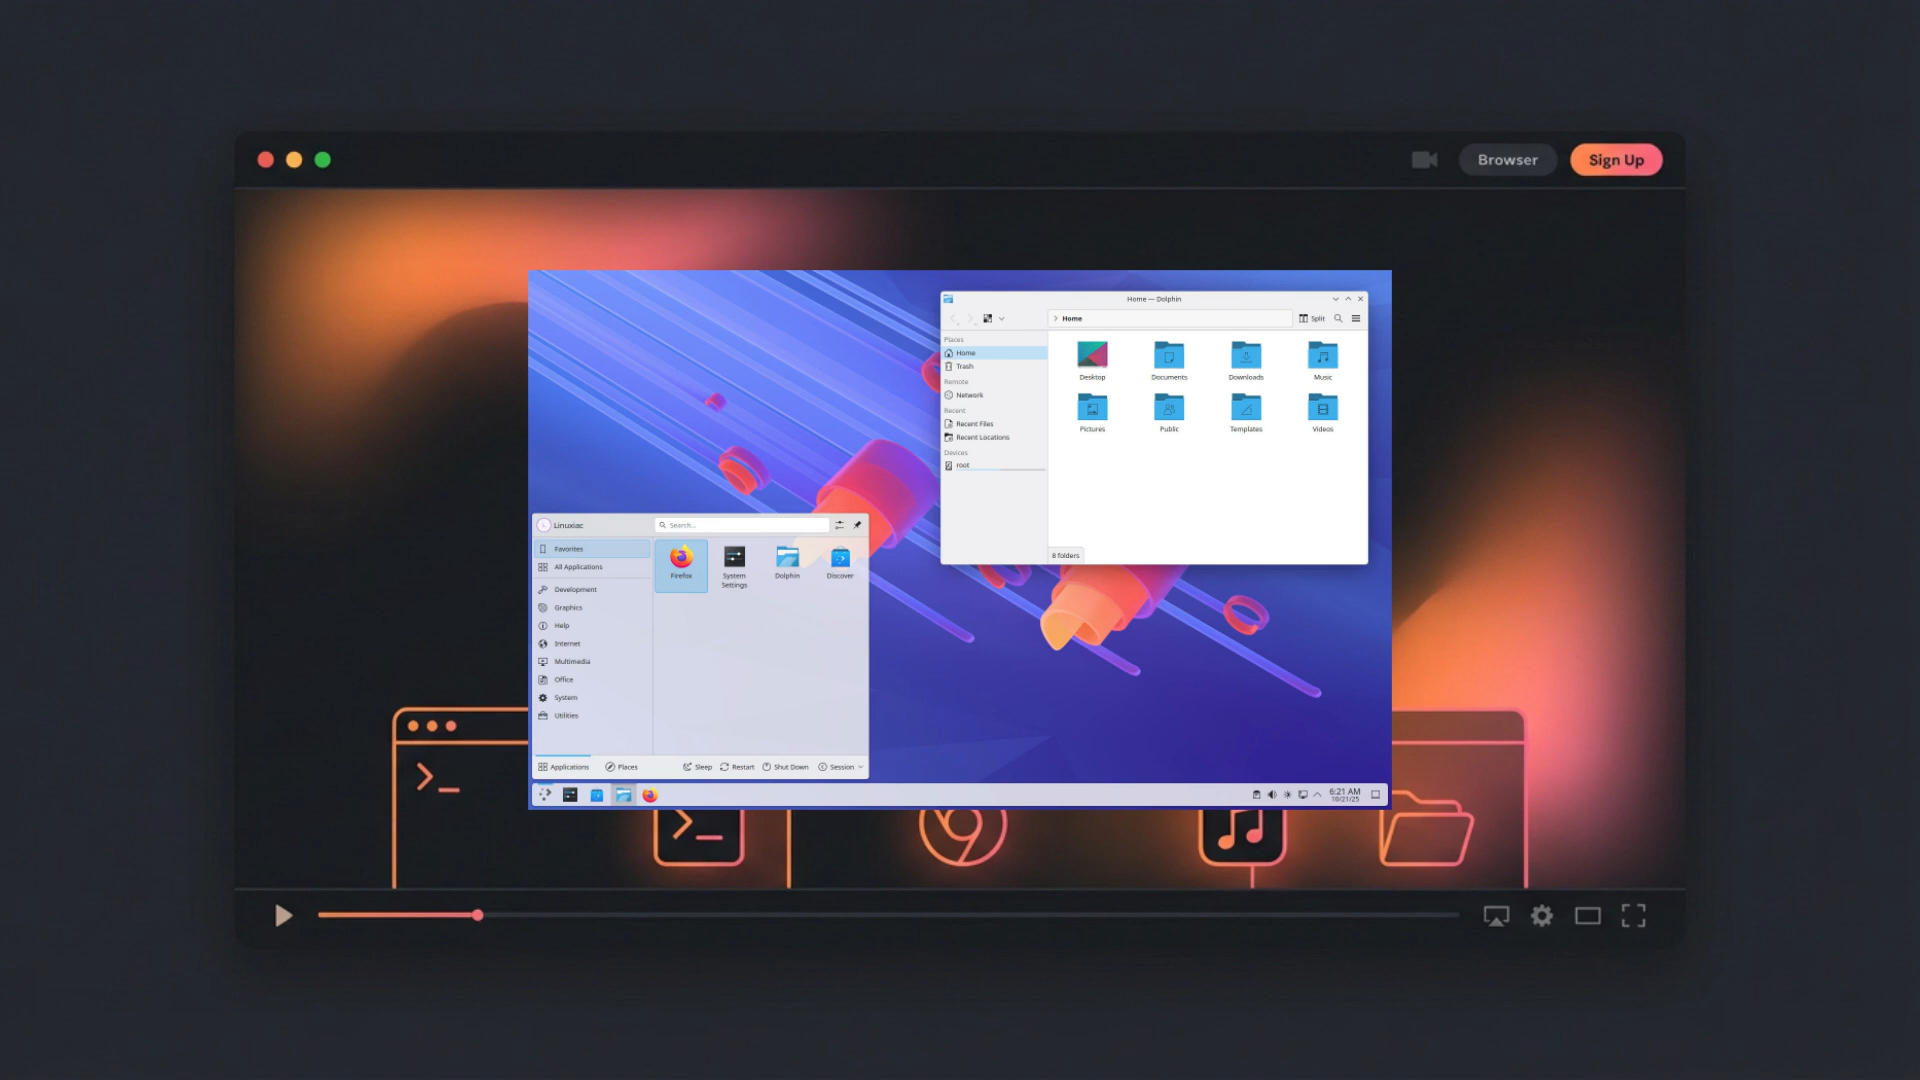 Browser
Sign Up
Home — Dolphin
Home
Split
Places
Home
Trash
Remote
Network
Recent
Recent Files
Recent Locations
Devices
root
Desktop
Documents
Downloads
Music
Pictures
Public
Templates
Videos
8 folders
Linuxiac
Search...
Favorites
All Applications
Development
Graphics
Help
Internet
Multimedia
Office
System
Utilities
Firefox
System
Settings
Dolphin
Discover
Applications
Places
Sleep
Restart
Shut Down
Session
6:21 AM
10/21/25